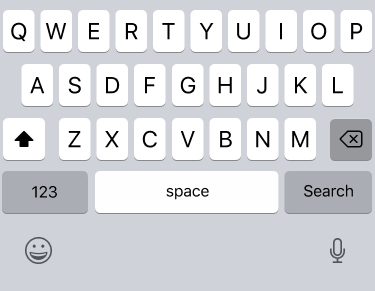 Q W E R T Y U I O P
A S D F G H J K L
Z X C V B N M
123 space Search